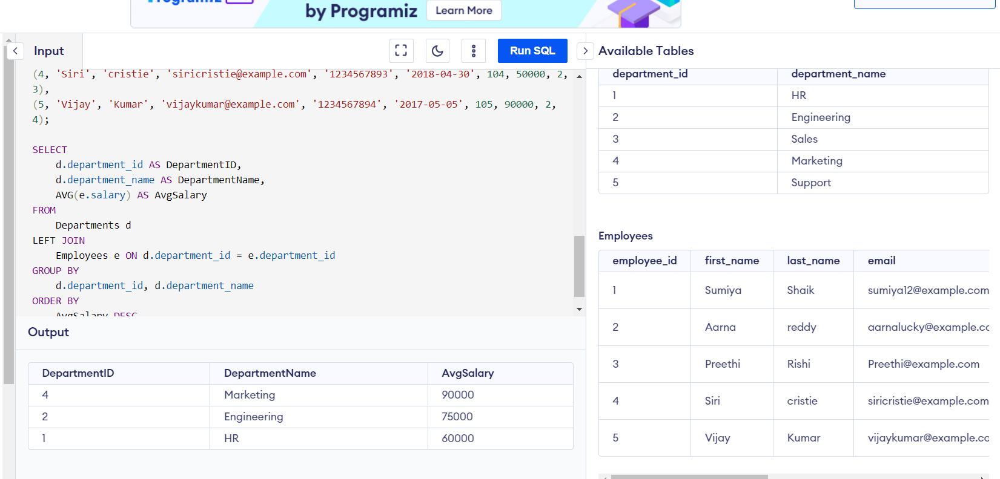 by Programiz
Learn More
Input
Run SQL
(4, 'Siri', 'cristie', 'siricristie@example.com', '1234567893', '2018-04-30', 104, 50000, 2,
3),
(5, 'Vijay', 'Kumar', 'vijaykumar@example.com', '1234567894', '2017-05-05', 105, 90000, 2,
4);
SELECT
d.department_id AS DepartmentID,
d.department_name AS DepartmentName,
AVG(e.salary) AS AvgSalary
FROM
Departments d
LEFT JOIN
Employees e ON d.department_id = e.department_id
GROUP BY
d.department_id, d.department_name
ORDER BY
AvgSalary DESC
Output
DepartmentID DepartmentName AvgSalary
4 Marketing 90000
2 Engineering 75000
1 HR 60000
Available Tables
department_id department_name
1 HR
2 Engineering
3 Sales
4 Marketing
5 Support
Employees
employee_id first_name last_name email
1 Sumiya Shaik sumiya12@example.com
2 Aarna reddy aarnalucky@example.co
3 Preethi Rishi Preethi@example.com
4 Siri cristie siricristie@example.com
5 Vijay Kumar vijaykumar@example.co